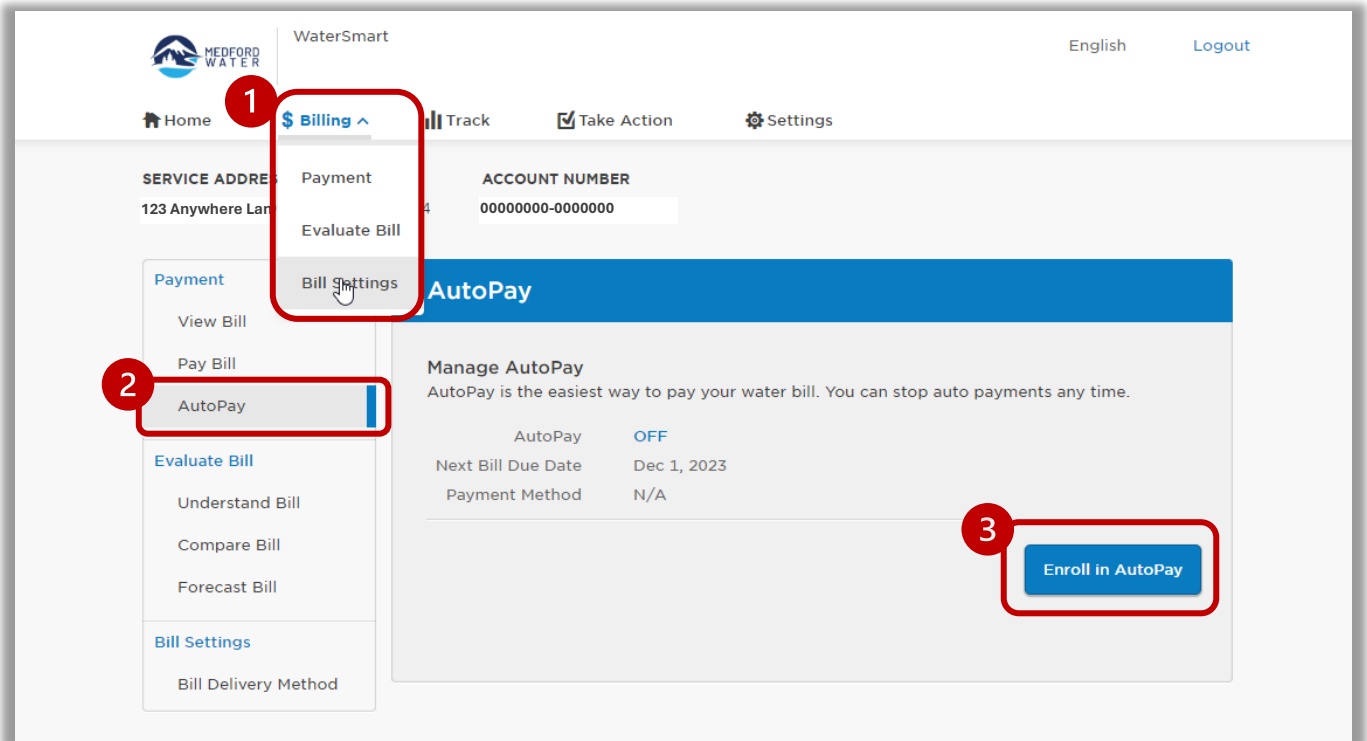 MEDFORD
WATER
WaterSmart
English
Logout
1
Home
$ Billing
Track
Take Action
Settings
Payment
Evaluate Bill
Bill Settings
SERVICE ADDRES
ACCOUNT NUMBER
123 Anywhere Lan
4
00000000-0000000
Payment
View Bill
Pay Bill
2
AutoPay
Evaluate Bill
Understand Bill
Compare Bill
Forecast Bill
Bill Settings
Bill Delivery Method
AutoPay
Manage AutoPay
AutoPay is the easiest way to pay your water bill. You can stop auto payments any time.
AutoPay OFF
Next Bill Due Date Dec 1, 2023
Payment Method N/A
3
Enroll in AutoPay